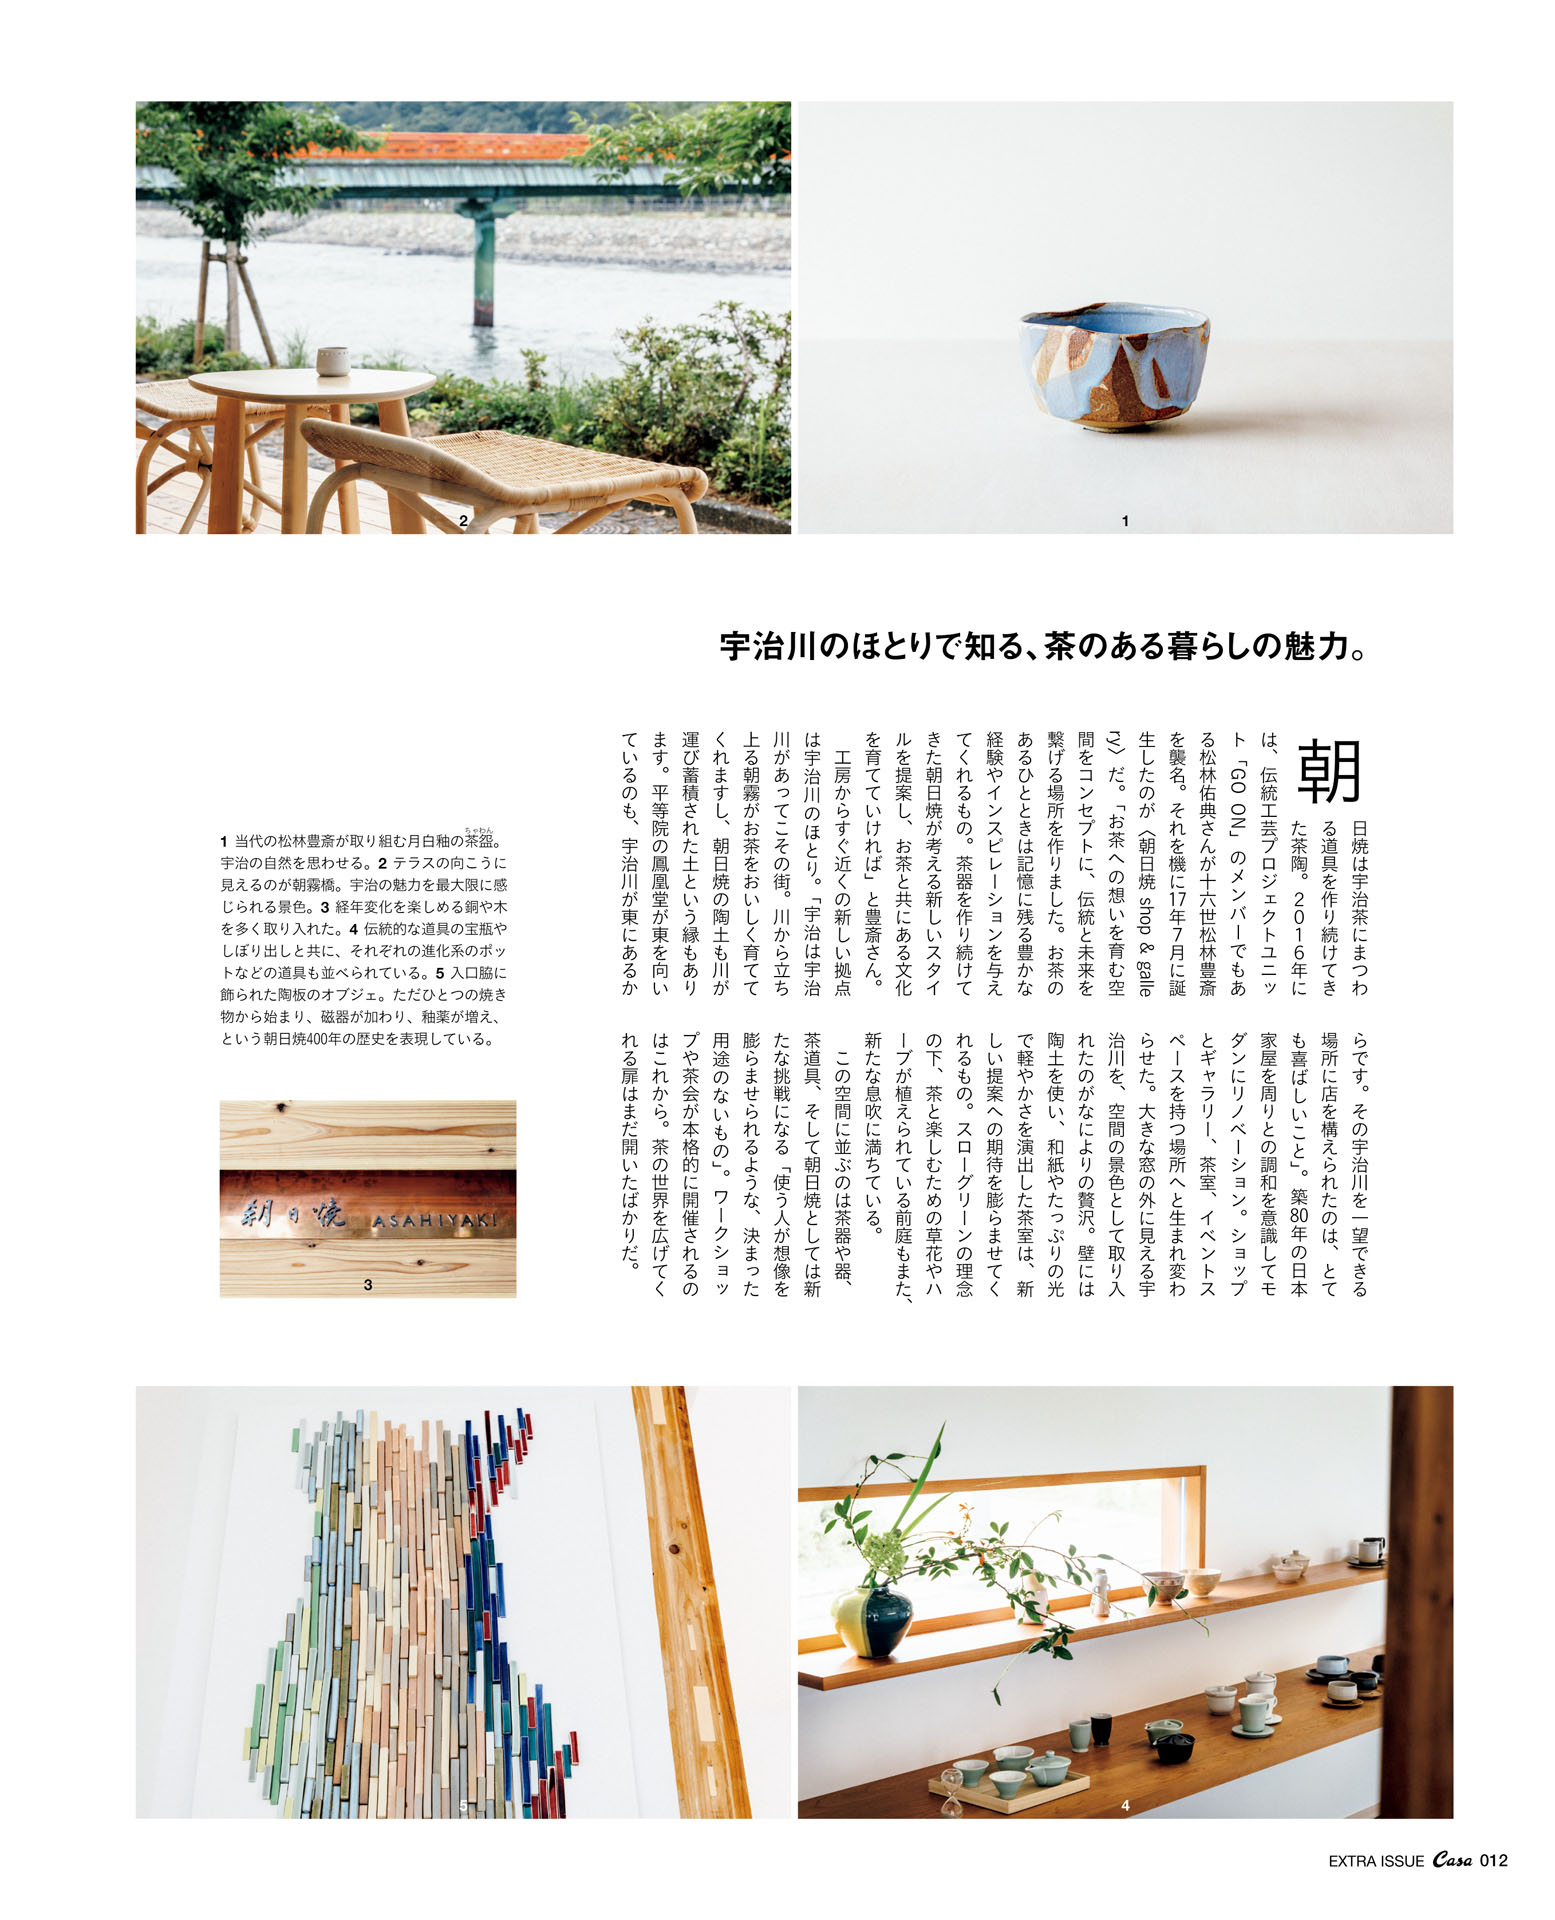 宇治川のほとりで知る、茶のある暮らしの魅力。
朝
日焼は宇治茶にまつわ
る道具を作り続けてき
た茶陶。2016年に
は、伝統工芸プロジェクトユニッ
ト「GO ON」のメンバーでもあ
る松林佑典さんが十六世松林豊斎
を襲名。それを機に17年7月に誕
生したのが〈朝日焼 shop & galle
ry〉だ。「お茶への想いを育む空
間をコンセプトに、伝統と未来を
繋げる場所を作りました。お茶の
あるひとときは記憶に残る豊かな
経験やインスピレーションを与え
てくれるもの。茶器を作り続けて
きた朝日焼が考える新しいスタイ
ルを提案し、お茶と共にある文化
を育てていければ」と豊斎さん。
　工房からすぐ近くの新しい拠点
は宇治川のほとり。「宇治は宇治
川があってこその街。川から立ち
上る朝霧がお茶をおいしく育てて
くれますし、朝日焼の陶土も川が
運び蓄積された土という縁もあり
ます。平等院の鳳凰堂が東を向い
ているのも、宇治川が東にあるか
らです。その宇治川を一望できる
場所に店を構えられたのは、とて
も喜ばしいこと」。築80年の日本
家屋を周りとの調和を意識してモ
ダンにリノベーション。ショップ
とギャラリー、茶室、イベントス
ペースを持つ場所へと生まれ変わ
らせた。大きな窓の外に見える宇
治川を、空間の景色として取り入
れたのがなによりの贅沢。壁には
陶土を使い、和紙やたっぷりの光
で軽やかさを演出した茶室は、新
しい提案への期待を膨らませてく
れるもの。スローグリーンの理念
の下、茶と楽しむための草花やハ
ーブが植えられている前庭もまた、
新たな息吹に満ちている。
　この空間に並ぶのは茶器や器、
茶道具、そして朝日焼としては新
たな挑戦になる「使う人が想像を
膨らませられるような、決まった
用途のないもの」。ワークショッ
プや茶会が本格的に開催されるの
はこれから。茶の世界を広げてく
れる扉はまだ開いたばかりだ。
ちゃわん
1 当代の松林豊斎が取り組む月白釉の茶盌。
宇治の自然を思わせる。2 テラスの向こうに
見えるのが朝霧橋。宇治の魅力を最大限に感
じられる景色。3 経年変化を楽しめる銅や木
を多く取り入れた。4 伝統的な道具の宝瓶や
しぼり出しと共に、それぞれの進化系のポッ
トなどの道具も並べられている。5 入口脇に
飾られた陶板のオブジェ。ただひとつの焼き
物から始まり、磁器が加わり、釉薬が増え、
という朝日焼400年の歴史を表現している。
朝日焼 ASAHIYAKI
1
2
3
4
5
EXTRA ISSUE Casa 012